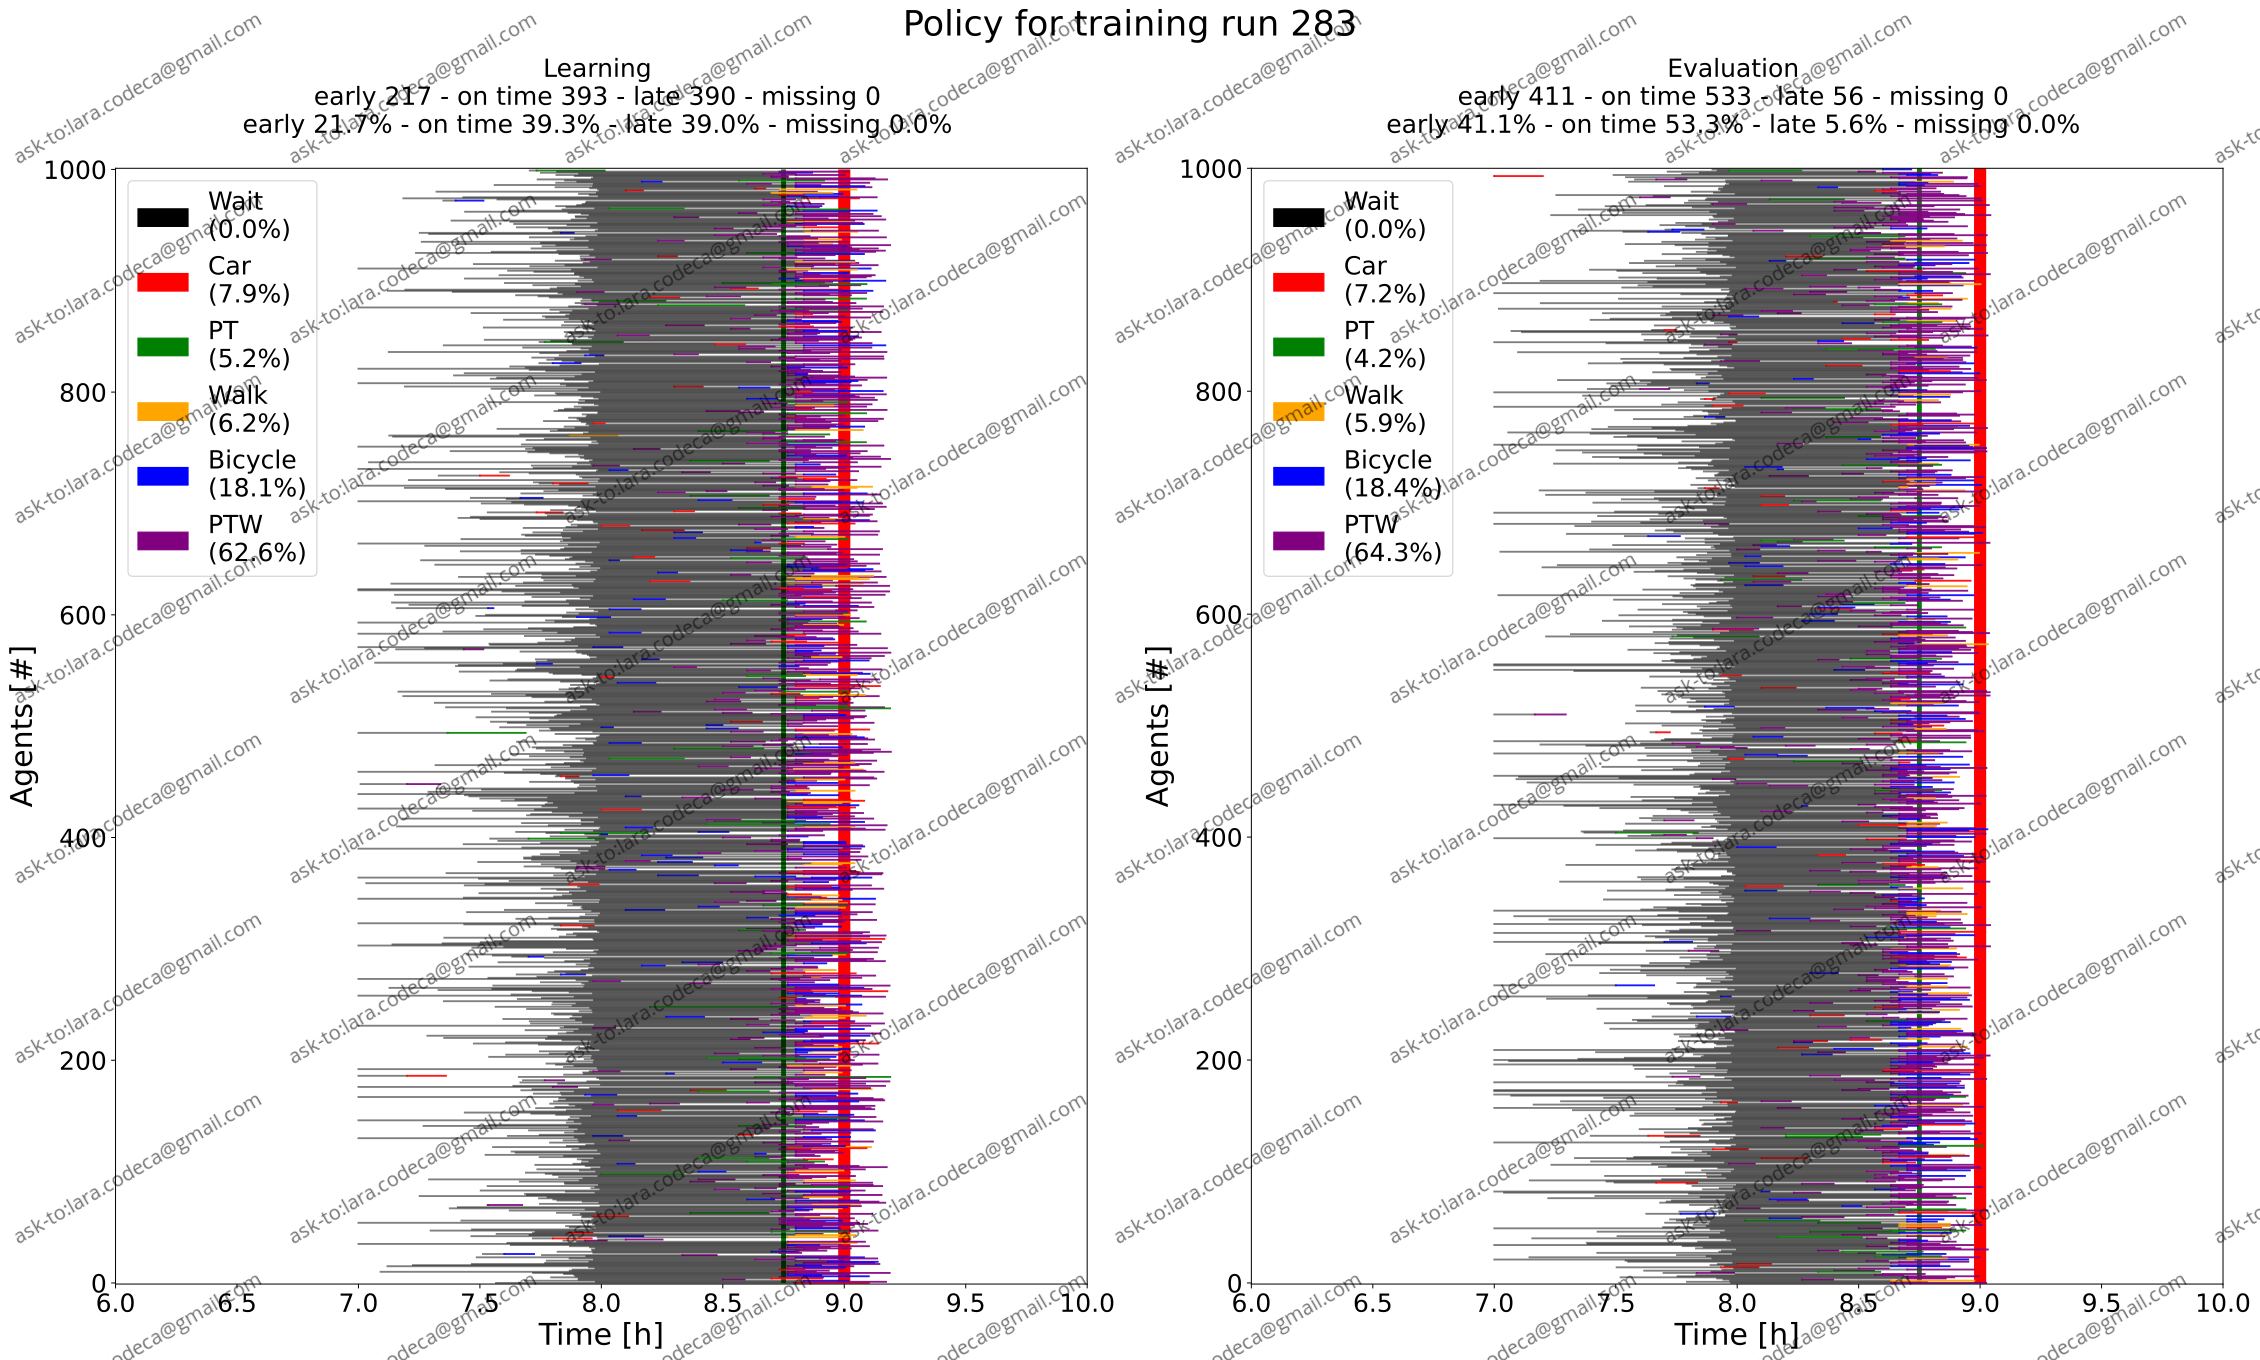 Policy for training run 283
Learning
early 217 - on time 393 - late 390 - missing 0
early 21.7% - on time 39.3% - late 39.0% - missing 0.0%
1000
800
600
400
200
0
Agents [#]
Wait
(0.0%)
Car
(7.9%)
PT
(5.2%)
Walk
(6.2%)
Bicycle
(18.1%)
PTW
(62.6%)
6.0 6.5 7.0 7.5 8.0 8.5 9.0 9.5 10.0
Time [h]
Evaluation
early 411 - on time 533 - late 56 - missing 0
early 41.1% - on time 53.3% - late 5.6% - missing 0.0%
1000
800
600
400
200
0
Agents [#]
Wait
(0.0%)
Car
(7.2%)
PT
(4.2%)
Walk
(5.9%)
Bicycle
(18.4%)
PTW
(64.3%)
6.0 6.5 7.0 7.5 8.0 8.5 9.0 9.5 10.0
Time [h]
ask-to:lara.codeca@gmail.com